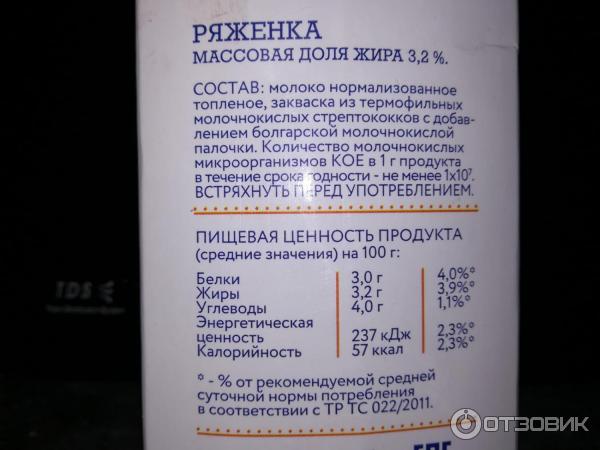 РЯЖЕНКА
МАССОВАЯ ДОЛЯ ЖИРА 3,2 %.
СОСТАВ: молоко нормализованное
топленое, закваска из термофильных
молочнокислых стрептококков с добав-
лением болгарской молочнокислой
палочки. Количество молочнокислых
микроорганизмов КОЕ в 1 г продукта
в течение срока годности - не менее 1х10⁷.
ВСТРЯХНУТЬ ПЕРЕД УПОТРЕБЛЕНИЕМ.
ПИЩЕВАЯ ЦЕННОСТЬ ПРОДУКТА
(средние значения) на 100 г:
Белки 3,0 г 4,0%*
Жиры 3,2 г 3,9%*
Углеводы 4,0 г 1,1%*
Энергетическая
ценность 237 кДж 2,3%*
Калорийность 57 ккал 2,3%*
* - % от рекомендуемой средней
суточной нормы потребления
в соответствии с ТР ТС 022/2011.
TDS
ОТЗОВИК